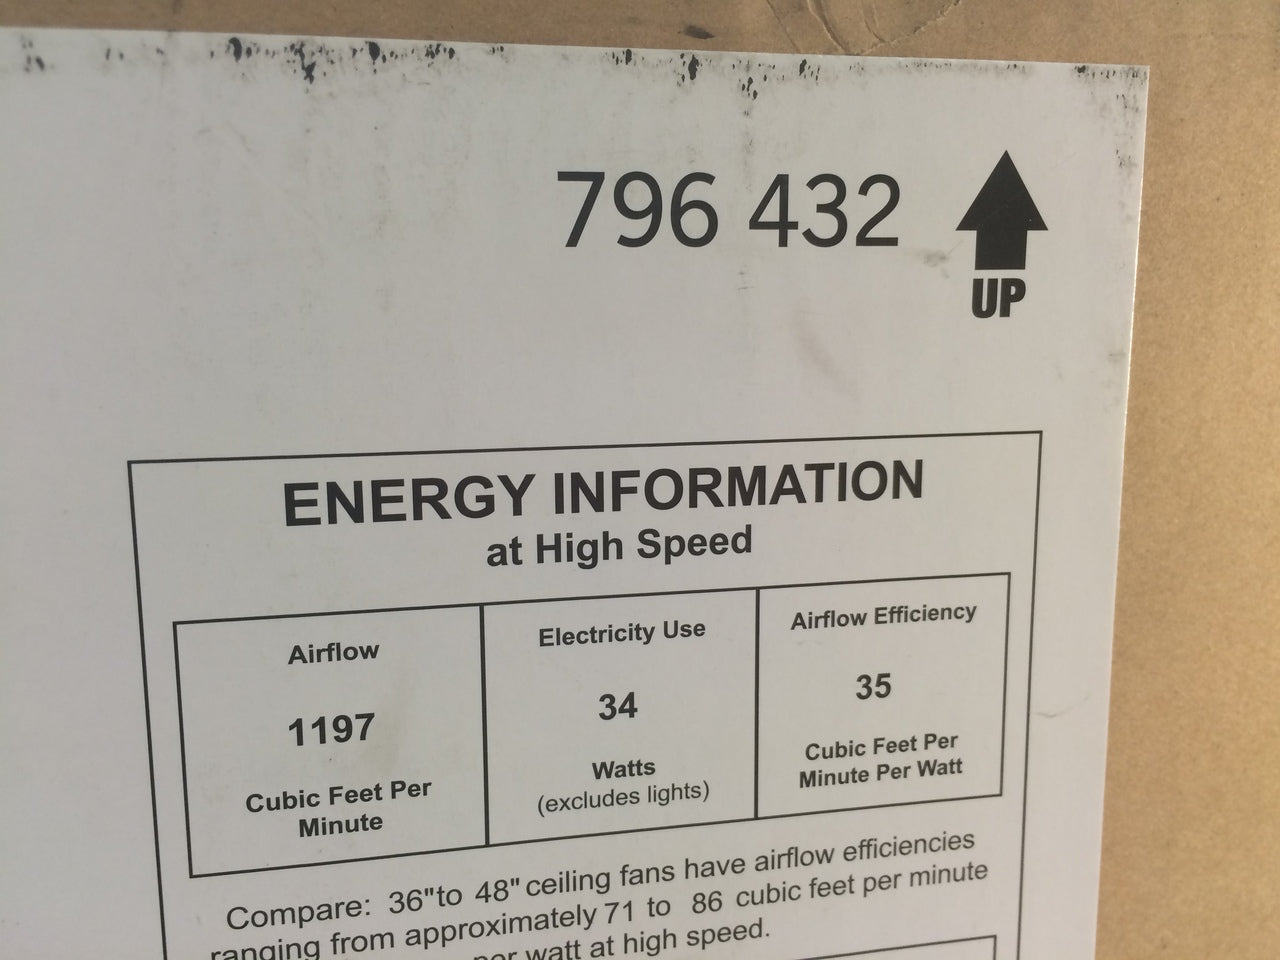 796 432
UP
ENERGY INFORMATION
at High Speed
Airflow
1197
Cubic Feet Per
Minute
Electricity Use
34
Watts
(excludes lights)
Airflow Efficiency
35
Cubic Feet Per
Minute Per Watt
Compare: 36"to 48" ceiling fans have airflow efficiencies
ranging from approximately 71 to 86 cubic feet per minute
per watt at high speed.